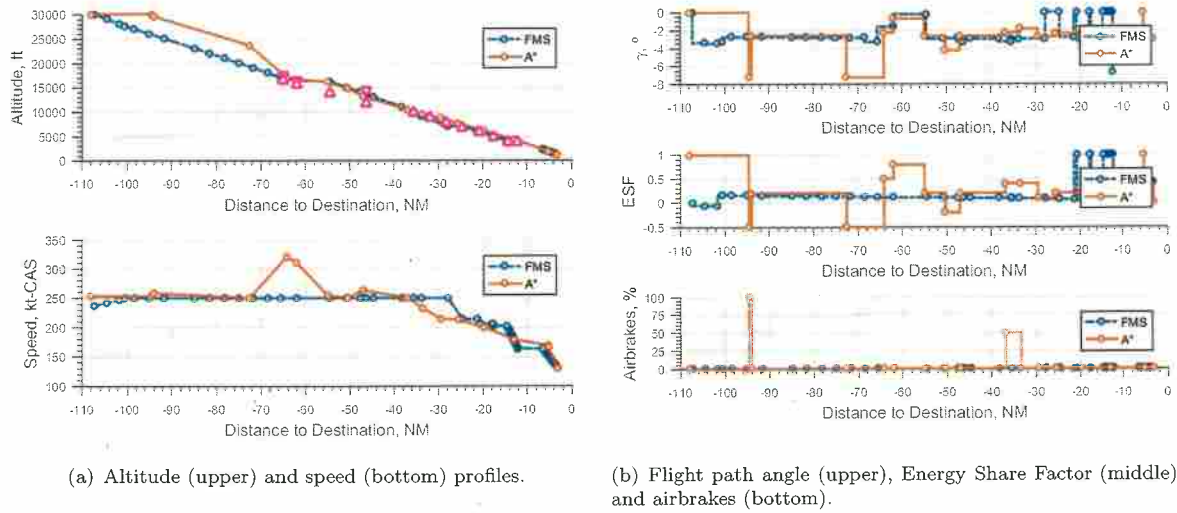 30000
25000
20000
15000
10000
5000
0
Altitude, ft
FMS
A*
-110 -100 -90 -80 -70 -60 -50 -40 -30 -20 -10 0
Distance to Destination, NM
350
300
250
200
150
100
Speed, kt-CAS
FMS
A*
-110 -100 -90 -80 -70 -60 -50 -40 -30 -20 -10 0
Distance to Destination, NM
(a) Altitude (upper) and speed (bottom) profiles.
0
-2
-4
-6
-8
γ, °
FMS
A*
-110 -100 -90 -80 -70 -60 -50 -40 -30 -20 -10 0
Distance to Destination, NM
1
0.5
0
-0.5
ESF
FMS
A*
-110 -100 -90 -80 -70 -60 -50 -40 -30 -20 -10 0
Distance to Destination, NM
100
75
50
25
0
Airbrakes, %
FMS
A*
-110 -100 -90 -80 -70 -60 -50 -40 -30 -20 -10 0
Distance to Destination, NM
(b) Flight path angle (upper), Energy Share Factor (middle)
and airbrakes (bottom).